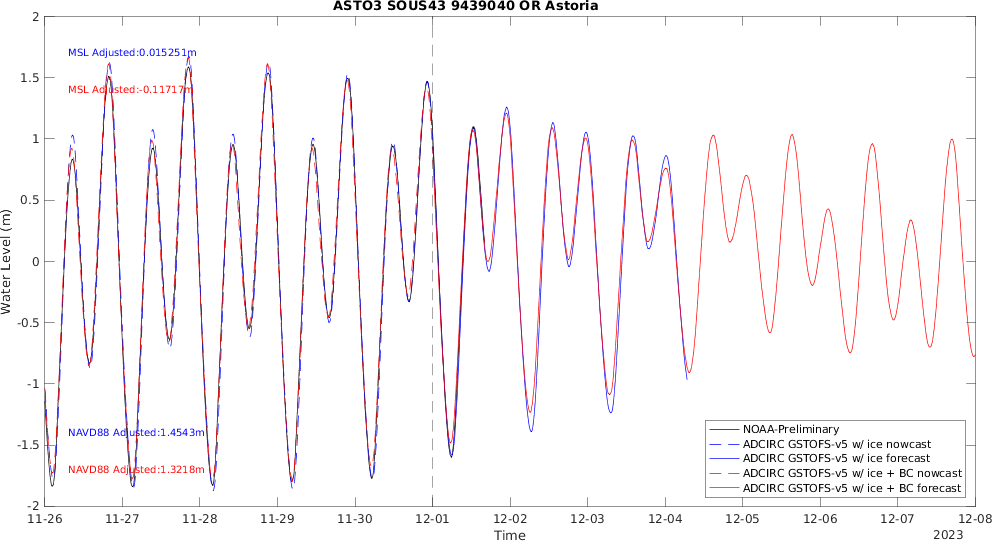 ASTO3 SOUS43 9439040 OR Astoria
2
1.5
1
0.5
0
-0.5
-1
-1.5
-2
Water Level (m)
MSL Adjusted:0.015251m
MSL Adjusted:-0.11717m
NAVD88 Adjusted:1.4543m
NAVD88 Adjusted:1.3218m
NOAA-Preliminary
ADCIRC GSTOFS-v5 w/ ice nowcast
ADCIRC GSTOFS-v5 w/ ice forecast
ADCIRC GSTOFS-v5 w/ ice + BC nowcast
ADCIRC GSTOFS-v5 w/ ice + BC forecast
11-26 11-27 11-28 11-29 11-30 12-01 12-02 12-03 12-04 12-05 12-06 12-07 12-08
Time
2023